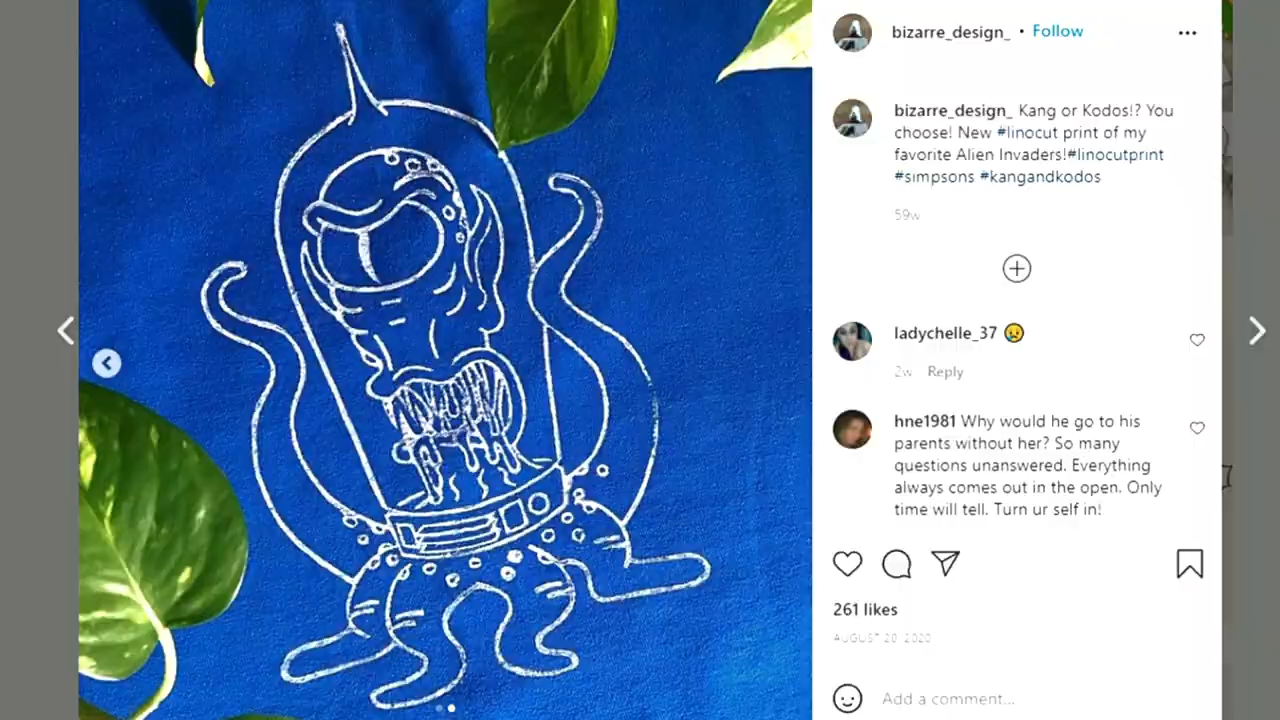 bizarre_design_ • Follow
bizarre_design_ Kang or Kodos!? You
choose! New #linocut print of my
favorite Alien Invaders!#linocutprint
#simpsons #kangandkodos
59w
ladychelle_37 😥
2w Reply
hne1981 Why would he go to his
parents without her? So many
questions unanswered. Everything
always comes out in the open. Only
time will tell. Turn ur self in!
261 likes
AUGUST 20, 2020
Add a comment...